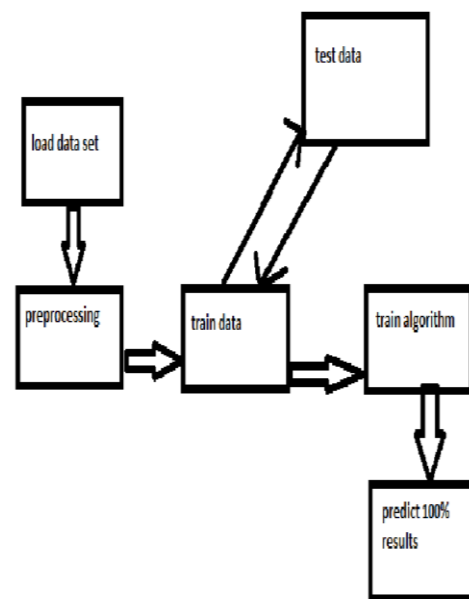 test data
load data set
preprocessing
train data
train algorithm
predict 100%
results